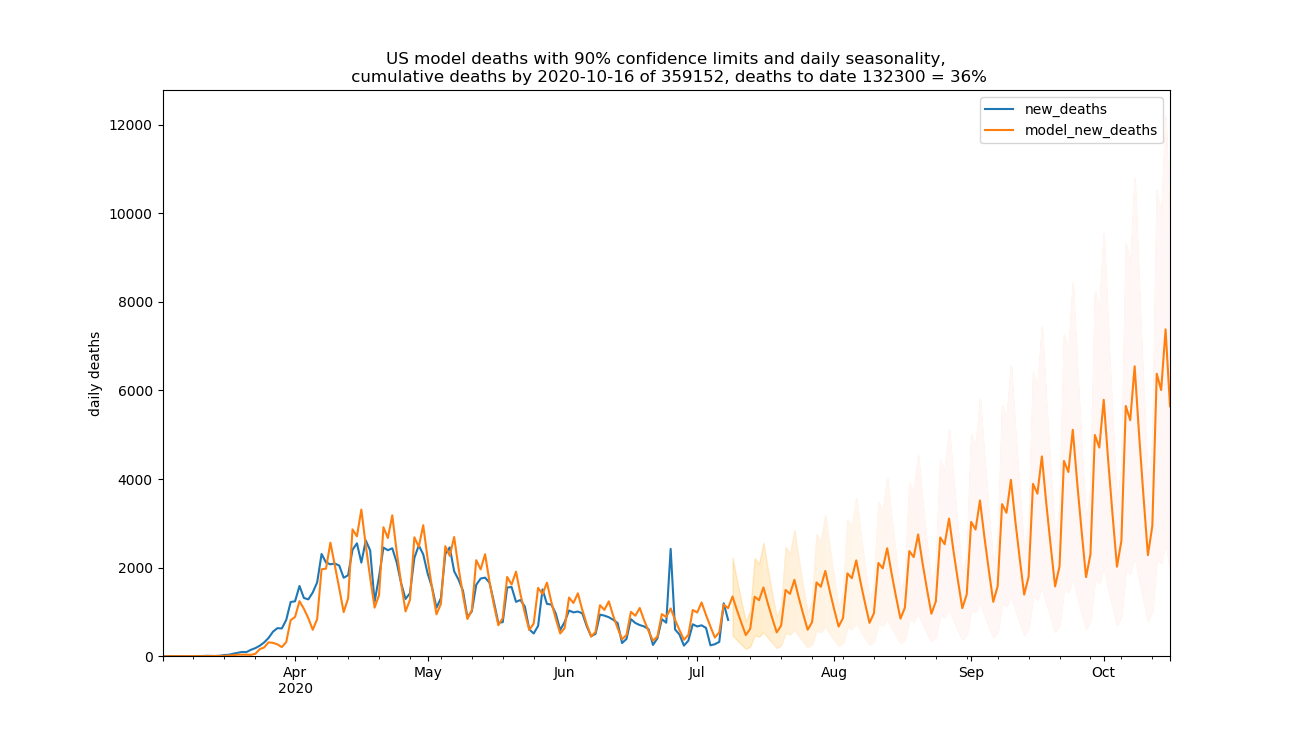 US model deaths with 90% confidence limits and daily seasonality,
cumulative deaths by 2020-10-16 of 359152, deaths to date 132300 = 36%
new_deaths
model_new_deaths
12000
10000
8000
6000
4000
2000
0
daily deaths
Apr
2020
May
Jun
Jul
Aug
Sep
Oct